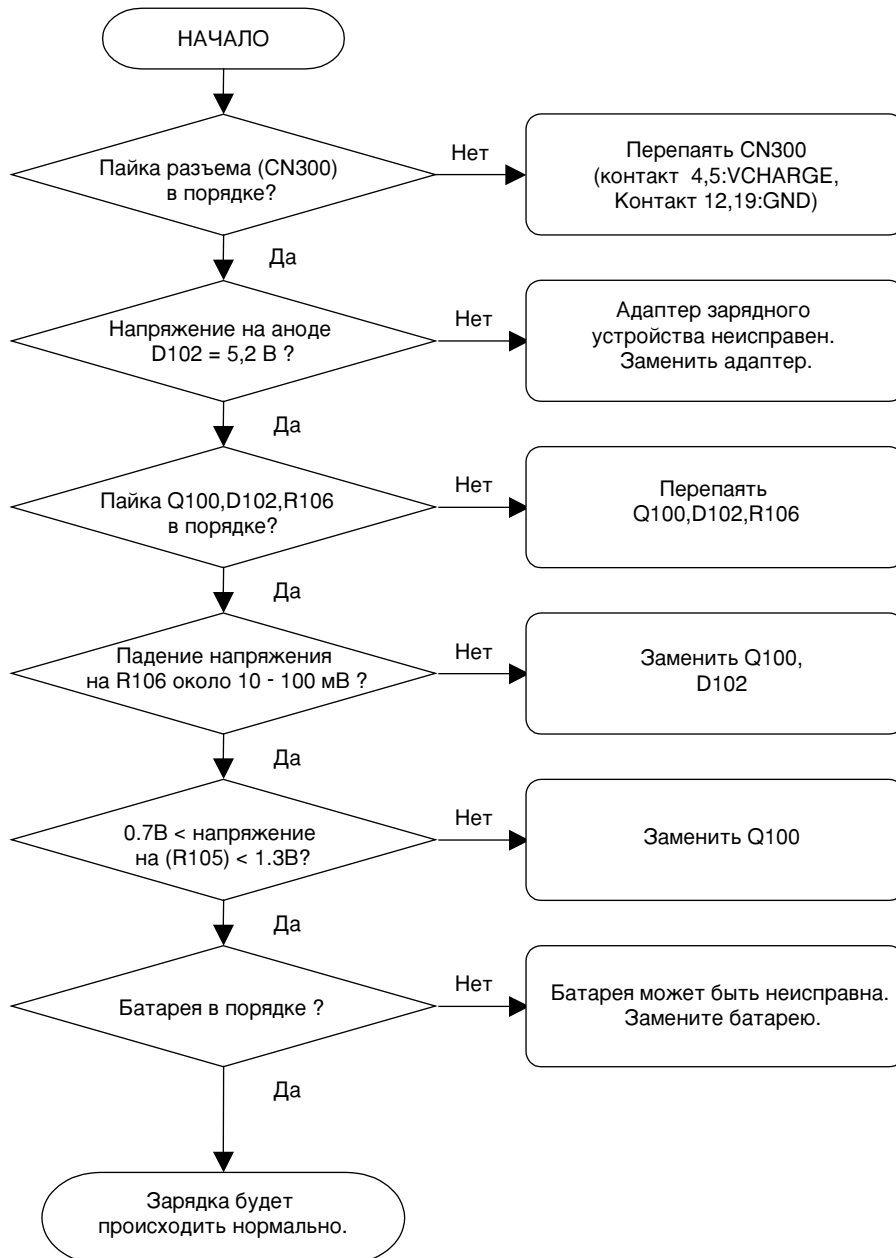 НАЧАЛО
Пайка разъема (CN300)
в порядке?
Нет
Перепаять CN300
(контакт 4,5:VCHARGE,
Контакт 12,19:GND)
Да
Напряжение на аноде
D102 = 5,2 В ?
Нет
Адаптер зарядного
устройства неисправен.
Заменить адаптер.
Да
Пайка Q100,D102,R106
в порядке?
Нет
Перепаять
Q100,D102,R106
Да
Падение напряжения
на R106 около 10 - 100 мВ ?
Нет
Заменить Q100,
D102
Да
0.7В < напряжение
на (R105) < 1.3В?
Нет
Заменить Q100
Да
Батарея в порядке ?
Нет
Батарея может быть неисправна.
Замените батарею.
Да
Зарядка будет
происходить нормально.